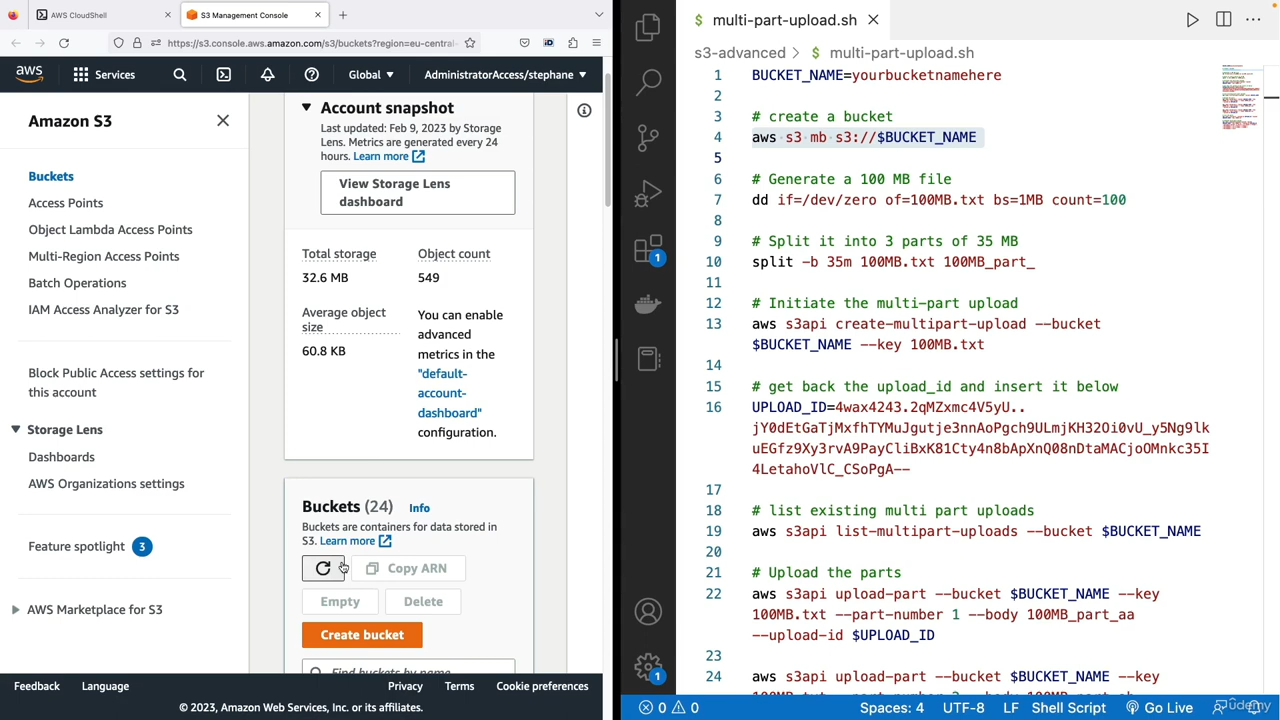 AWS CloudShell
S3 Management Console
https://s3.console.aws.amazon.com/s3/buckets?region=eu-central-
aws
Services
Global
Amazon S3
Buckets
Access Points
Object Lambda Access Points
Multi-Region Access Points
Batch Operations
IAM Access Analyzer for S3
Block Public Access settings for
this account
Storage Lens
Dashboards
AWS Organizations settings
Feature spotlight 3
AWS Marketplace for S3
Account snapshot
Last updated: Feb 9, 2023 by Storage
Lens. Metrics are generated every 24
hours. Learn more
View Storage Lens
dashboard
Total storage
32.6 MB
Object count
549
Average object
size
60.8 KB
You can enable
advanced
metrics in the
"default-
account-
dashboard"
configuration.
Buckets (24) Info
Buckets are containers for data stored in
S3. Learn more
Copy ARN
Empty
Delete
Create bucket
Find buckets by name
Feedback
Language
Privacy
Terms
Cookie preferences
© 2023, Amazon Web Services, Inc. or its affiliates.
$ multi-part-upload.sh
s3-advanced > $ multi-part-upload.sh
1 BUCKET_NAME=yourbucketnamehere
2
3 # create a bucket
4 aws s3 mb s3://$BUCKET_NAME
5
6 # Generate a 100 MB file
7 dd if=/dev/zero of=100MB.txt bs=1MB count=100
8
9 # Split it into 3 parts of 35 MB
10 split -b 35m 100MB.txt 100MB_part_
11
12 # Initiate the multi-part upload
13 aws s3api create-multipart-upload --bucket
$BUCKET_NAME --key 100MB.txt
14
15 # get back the upload_id and insert it below
16 UPLOAD_ID=4wax4243.2qMZxmc4V5yU..
jY0dEtGaTjMxfhTYMuJgutje3nnAoPgch9ULmjKH32Oi0vU_y5Ng9lk
uEGfz9Xy3rvA9PayCliBxK81Cty4n8bApXnQ08nDtaMACjoOMnkc35I
4LetahoVlC_CSoPgA--
17
18 # list existing multi part uploads
19 aws s3api list-multipart-uploads --bucket $BUCKET_NAME
20
21 # Upload the parts
22 aws s3api upload-part --bucket $BUCKET_NAME --key
100MB.txt --part-number 1 --body 100MB_part_aa
--upload-id $UPLOAD_ID
23
24 aws s3api upload-part --bucket $BUCKET_NAME --key
1
1
0 0
Spaces: 4
UTF-8
LF
Shell Script
Go Live
udemy